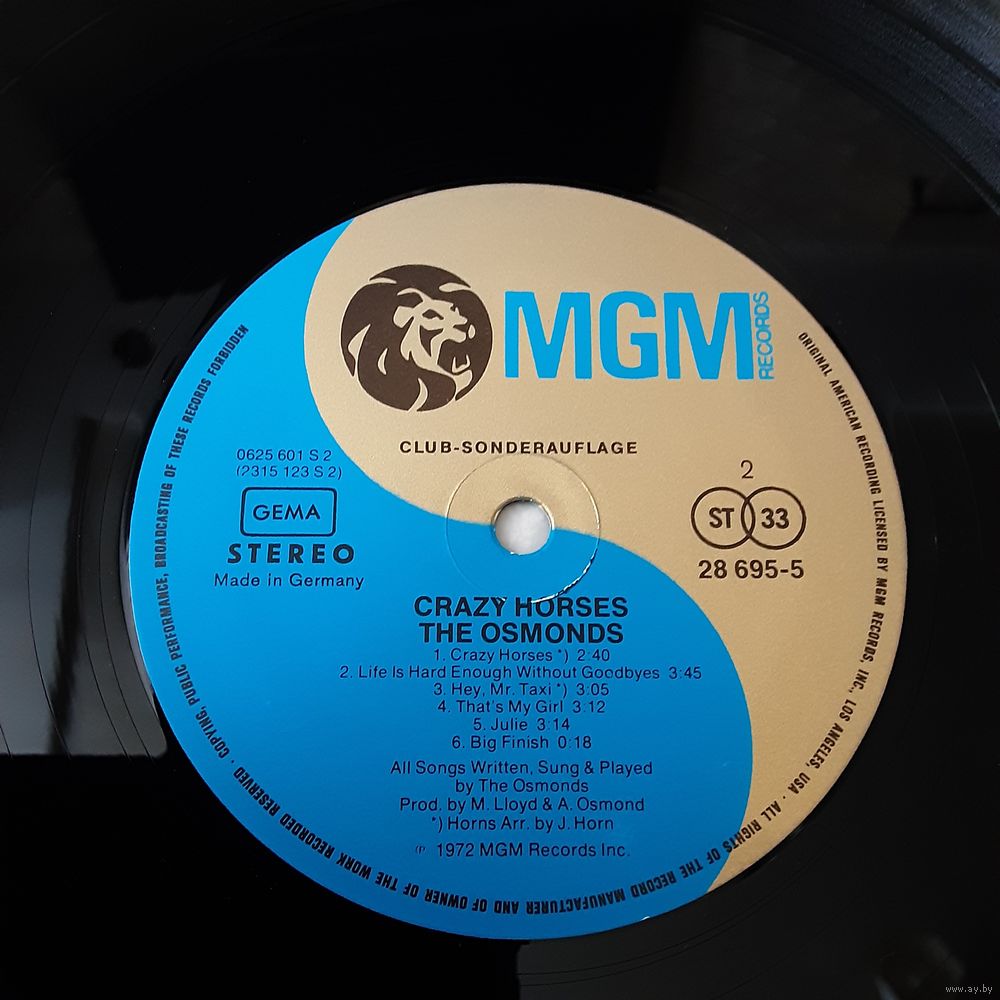 MGM RECORDS
CLUB-SONDERAUFLAGE
0625 601 S 2
(2315 123 S 2)
GEMA
STEREO
Made in Germany
2
ST 33
28 695-5
CRAZY HORSES
THE OSMONDS
1. Crazy Horses *) 2:40
2. Life Is Hard Enough Without Goodbyes 3:45
3. Hey, Mr. Taxi *) 3:05
4. That's My Girl 3:12
5. Julie 3:14
6. Big Finish 0:18
All Songs Written, Sung & Played
by The Osmonds
Prod. by M. Lloyd & A. Osmond
*) Horns Arr. by J. Horn
℗ 1972 MGM Records Inc.
ORIGINAL AMERICAN RECORDING LICENSED BY MGM RECORDS, INC., LOS ANGELES, USA · ALL RIGHTS OF THE RECORD MANUFACTURER AND OF OWNER OF THE WORK RECORDED RESERVED · COPYING, PUBLIC PERFORMANCE, BROADCASTING OF THESE RECORDS FORBIDDEN
www.ay.by